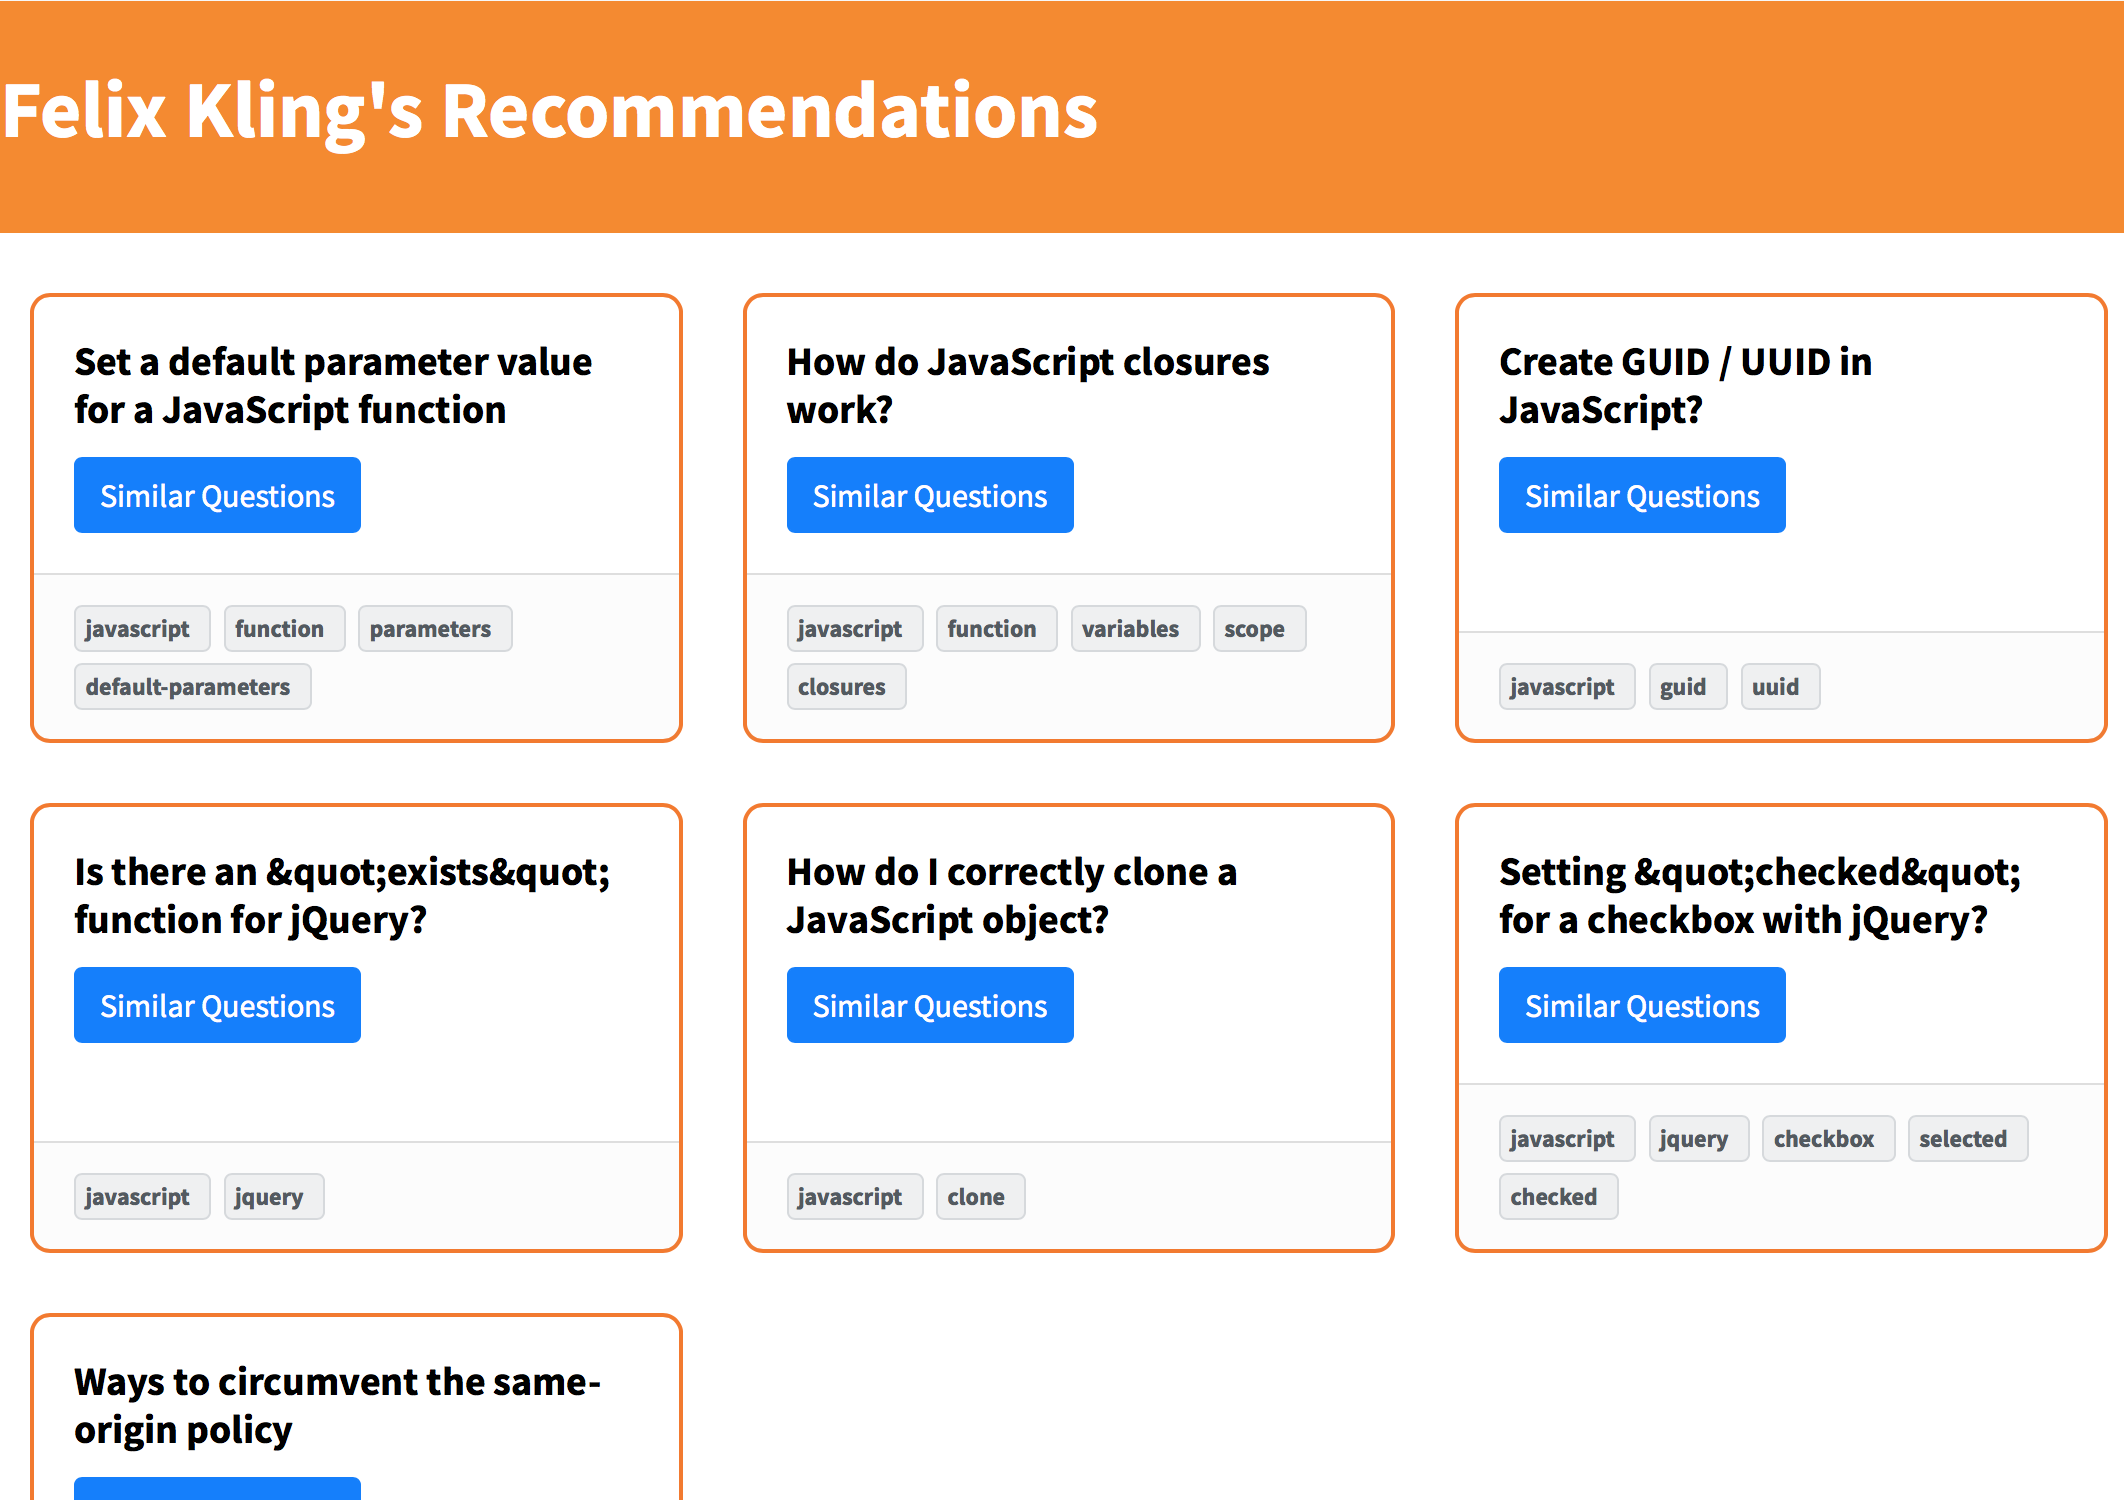 Felix Kling's Recommendations
Set a default parameter value
for a JavaScript function
Similar Questions
javascript function parameters
default-parameters
How do JavaScript closures
work?
Similar Questions
javascript function variables scope
closures
Create GUID / UUID in
JavaScript?
Similar Questions
javascript guid uuid
Is there an &quot;exists&quot;
function for jQuery?
Similar Questions
javascript jquery
How do I correctly clone a
JavaScript object?
Similar Questions
javascript clone
Setting &quot;checked&quot;
for a checkbox with jQuery?
Similar Questions
javascript jquery checkbox selected
checked
Ways to circumvent the same-
origin policy